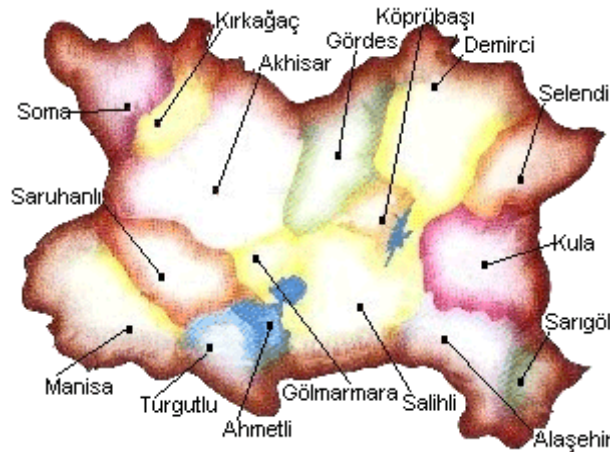 Köprübaşı
Kırkağaç
Gördes
Demirci
Akhisar
Selendi
Soma
Saruhanlı
Kula
Sarıgöl
Manisa
Turgutlu
Gölmarmara
Salihli
Ahmetli
Alaşehir